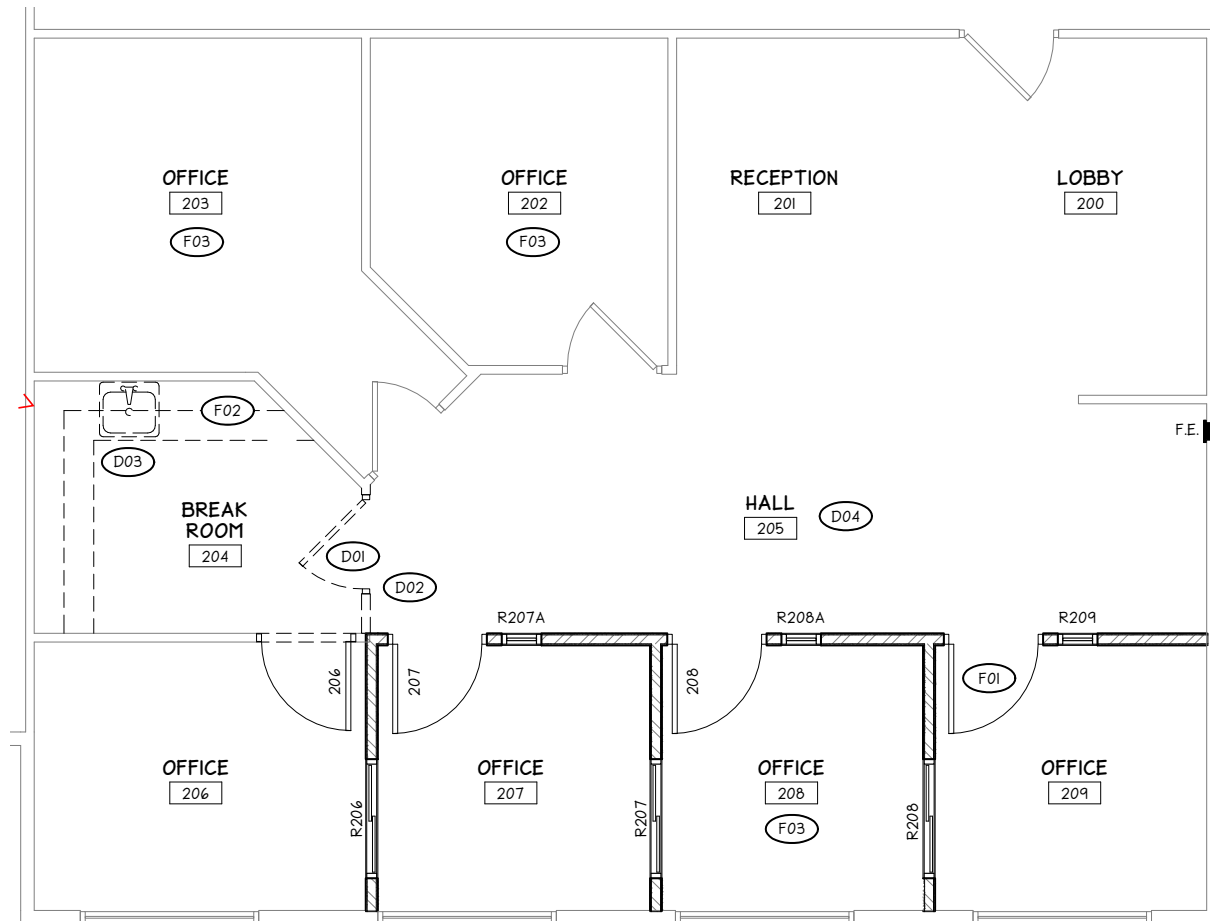 OFFICE
203
F03
OFFICE
202
F03
RECEPTION
201
LOBBY
200
F02
D03
F.E.
BREAK
ROOM
204
D01
D02
HALL
205
D04
R207A
R208A
R209
206
207
208
F01
OFFICE
206
R206
OFFICE
207
R207
OFFICE
208
F03
R208
OFFICE
209